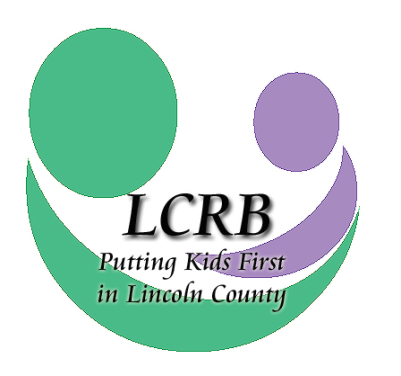 LCRB
Putting Kids First
in Lincoln County